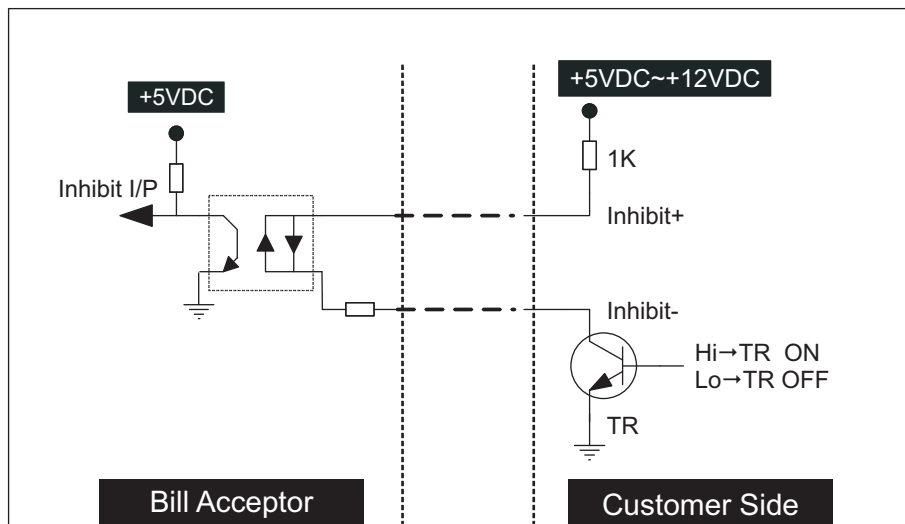 +5VDC
Inhibit I/P
+5VDC~+12VDC
1K
Inhibit+
Inhibit-
Hi→TR ON
Lo→TR OFF
TR
Bill Acceptor
Customer Side